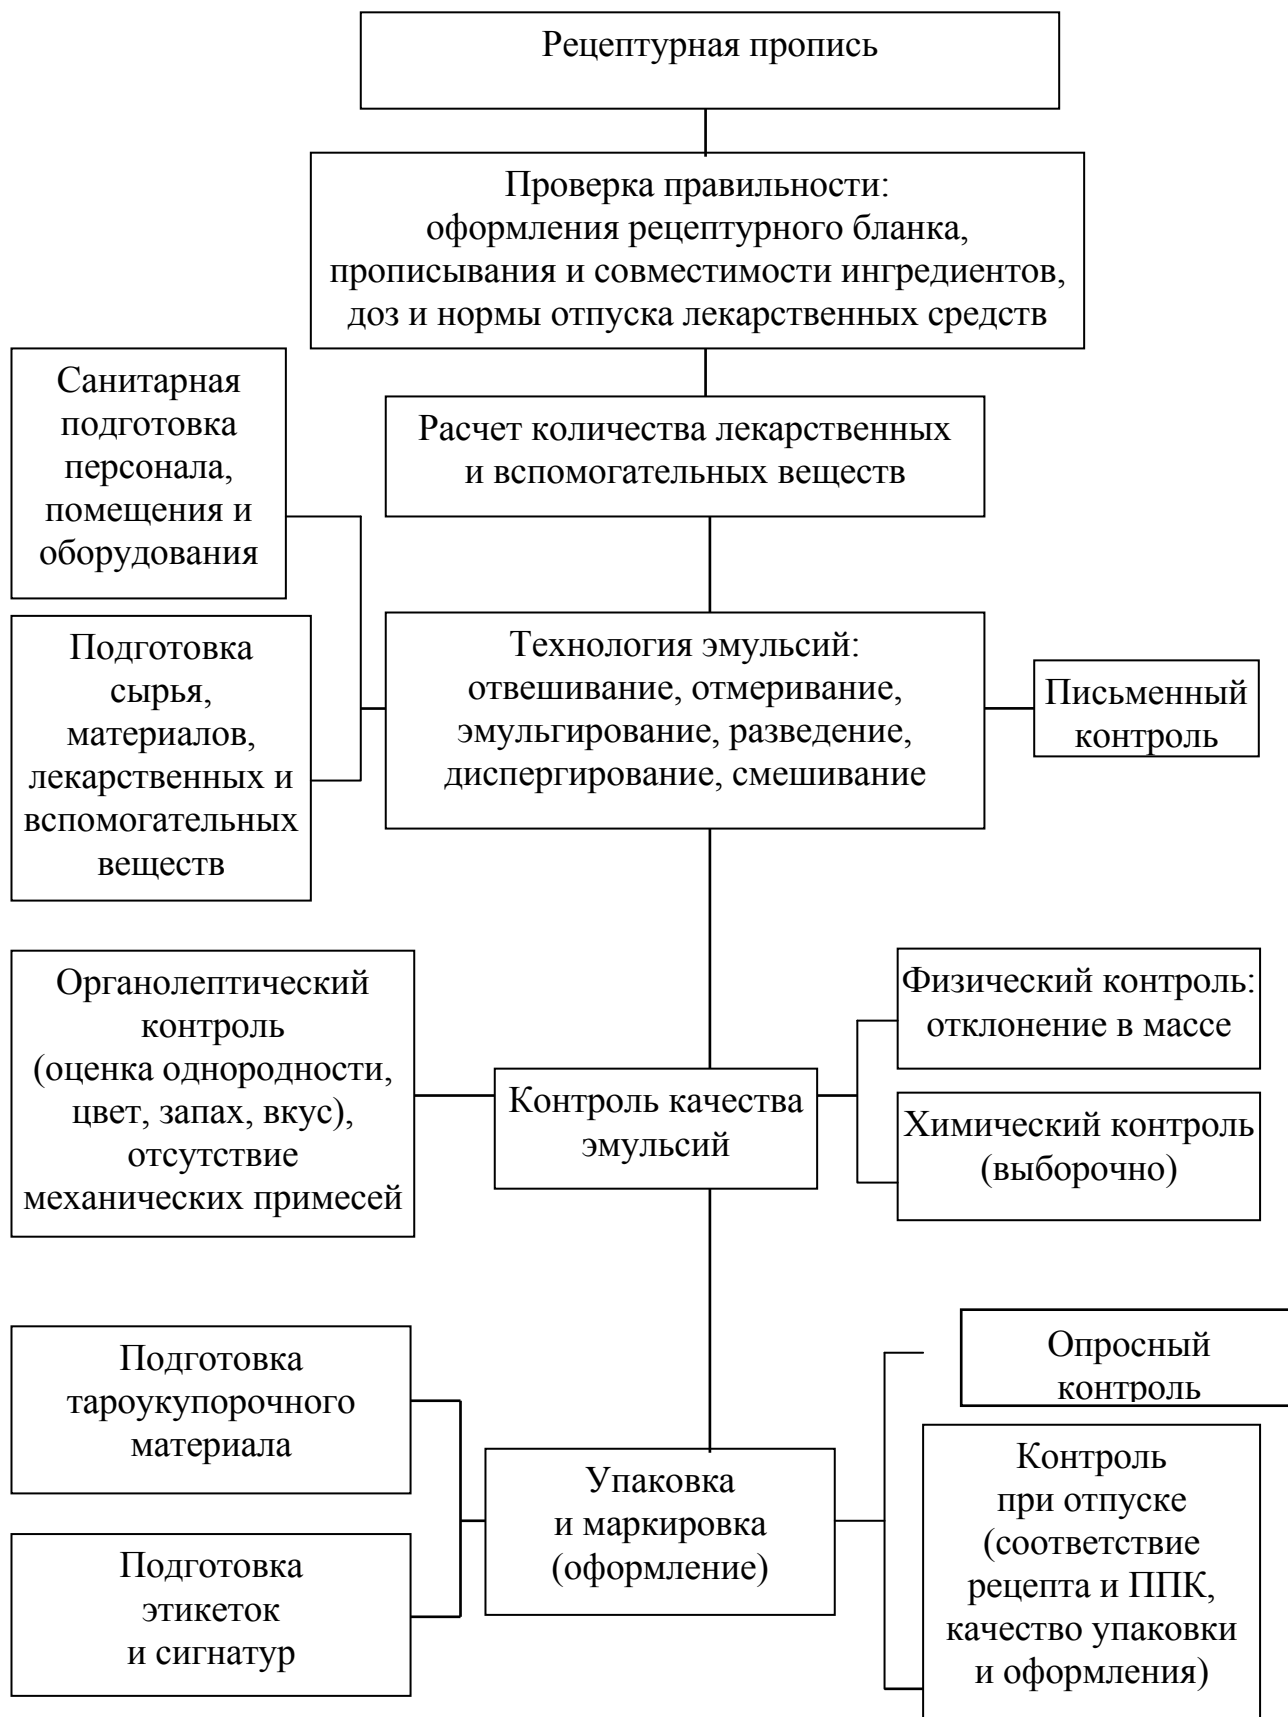 Рецептурная пропись
Проверка правильности:
оформления рецептурного бланка,
прописывания и совместимости ингредиентов,
доз и нормы отпуска лекарственных средств
Санитарная
подготовка
персонала,
помещения и
оборудования
Расчет количества лекарственных
и вспомогательных веществ
Подготовка
сырья,
материалов,
лекарственных и
вспомогательных
веществ
Технология эмульсий:
отвешивание, отмеривание,
эмульгирование, разведение,
диспергирование, смешивание
Письменный
контроль
Органолептический
контроль
(оценка однородности,
цвет, запах, вкус),
отсутствие
механических примесей
Контроль качества
эмульсий
Физический контроль:
отклонение в массе
Химический контроль
(выборочно)
Подготовка
тароукупорочного
материала
Подготовка
этикеток
и сигнатур
Упаковка
и маркировка
(оформление)
Опросный
контроль
Контроль
при отпуске
(соответствие
рецепта и ППК,
качество упаковки
и оформления)